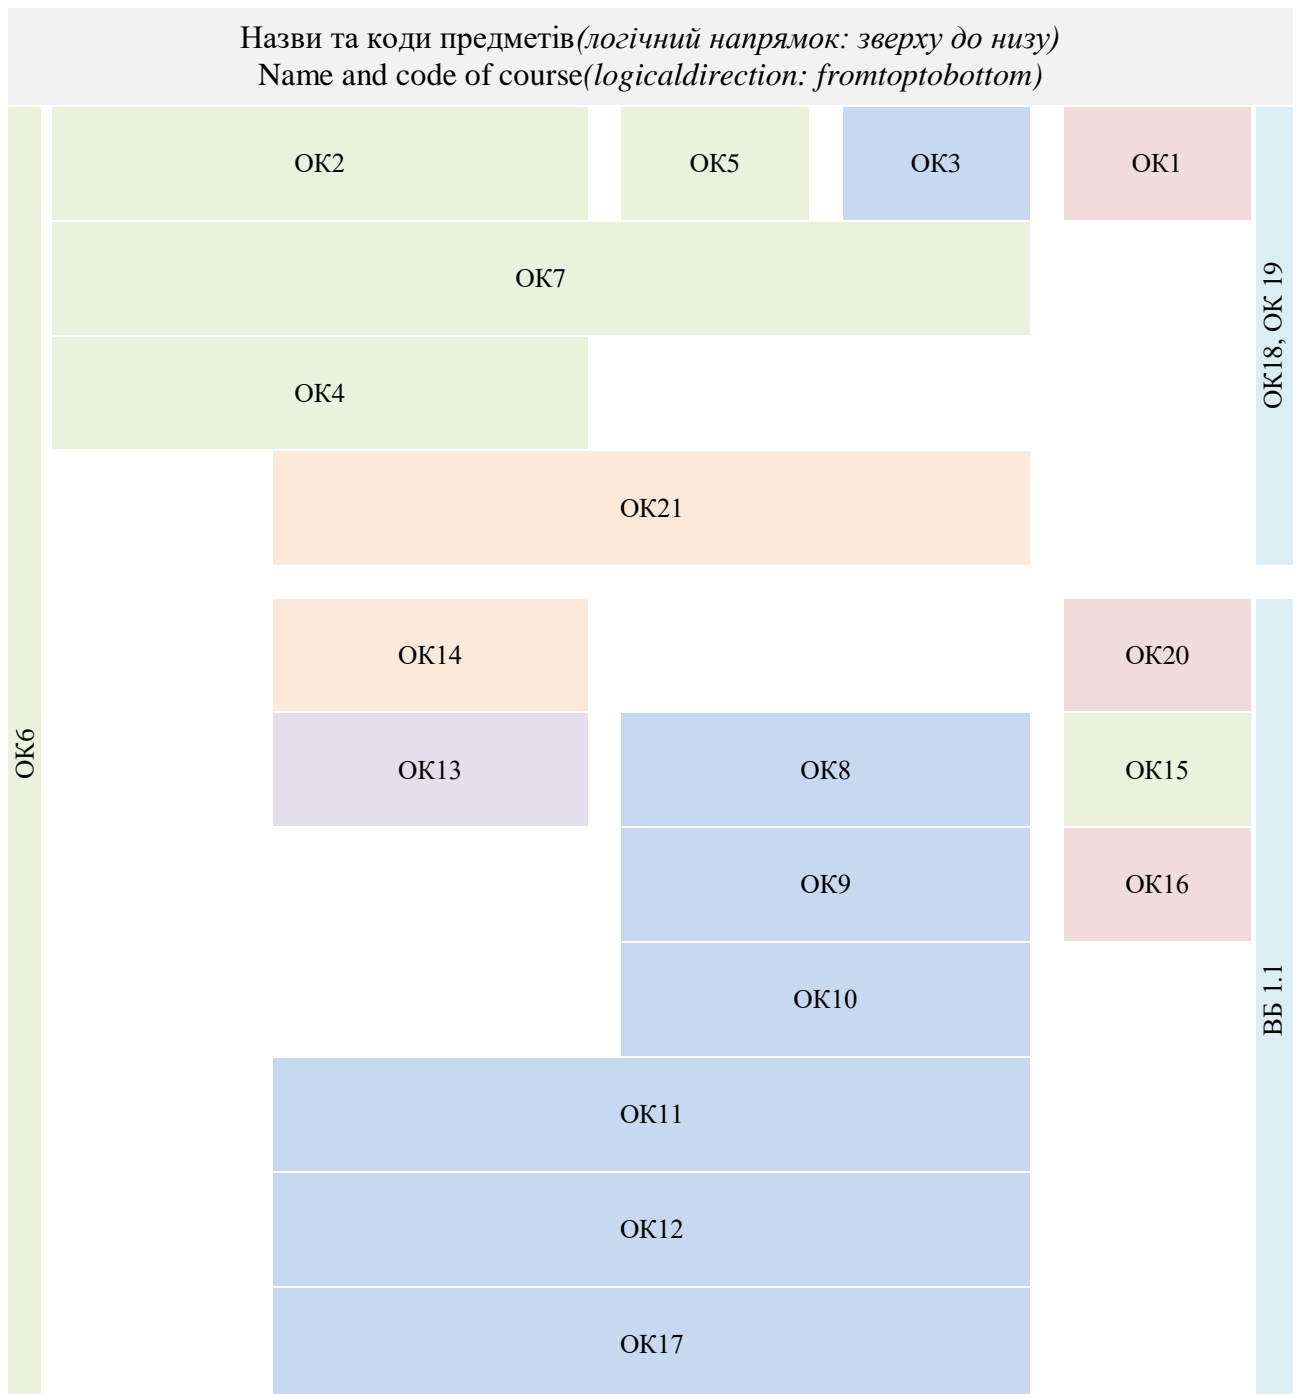 Назви та коди предметів(логічний напрямок: зверху до низу)
Name and code of course(logicaldirection: fromtoptobottom)
ОК2
ОК5
ОК3
ОК1
ОК7
ОК18, ОК 19
ОК4
ОК21
ОК14
ОК20
ОК6
ОК13
ОК8
ОК15
ОК9
ОК16
ОК10
ВБ 1.1
ОК11
ОК12
ОК17